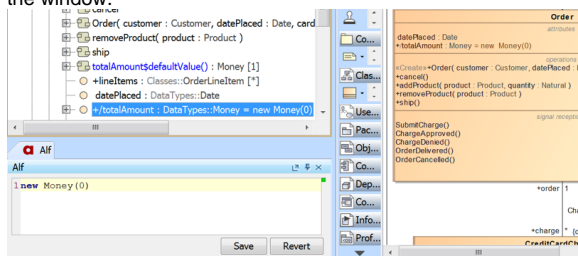 the window.
cancel
Order( customer : Customer, datePlaced : Date, card
removeProduct( product : Product )
ship
totalAmount$defaultValue() : Money [1]
+lineItems : Classes::OrderLineItem [*]
datePlaced : DataTypes::Date
+/totalAmount : DataTypes::Money = new Money(0)
Alf
Alf
1 new Money(0)
Save
Revert
Co...
Clas...
Use...
Pac...
Obj...
Co...
Dep...
Co...
Info...
Prof...
Order
attributes
datePlaced : Date
+/totalAmount : Money = new Money(0)
operations
«Create»+Order( customer : Customer, datePlaced :
+cancel()
+addProduct( product : Product, quantity : Natural )
+removeProduct( product : Product )
+ship()
signal receptio
SubmitCharge()
ChargeApproved()
ChargeDenied()
OrderDelivered()
OrderCancelled()
+order 1
Cha
+charge *
CreditCardCh